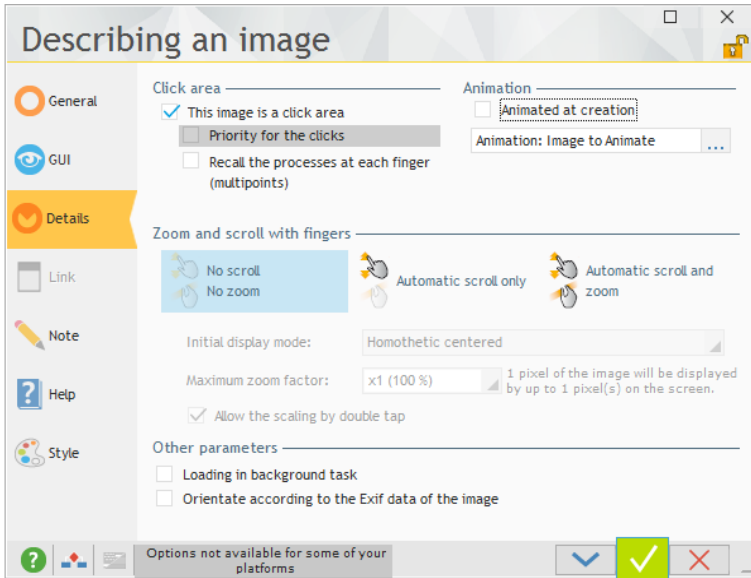 Describing an image
General
GUI
Details
Link
Note
Help
Style
Click area
This image is a click area
Priority for the clicks
Recall the processes at each finger
(multipoints)
Animation
Animated at creation
Animation: Image to Animate
...
Zoom and scroll with fingers
No scroll
No zoom
Automatic scroll only
Automatic scroll and
zoom
Initial display mode: Homothetic centered
Maximum zoom factor: x1 (100 %)
1 pixel of the image will be displayed
by up to 1 pixel(s) on the screen.
Allow the scaling by double tap
Other parameters
Loading in background task
Orientate according to the Exif data of the image
Options not available for some of your
platforms